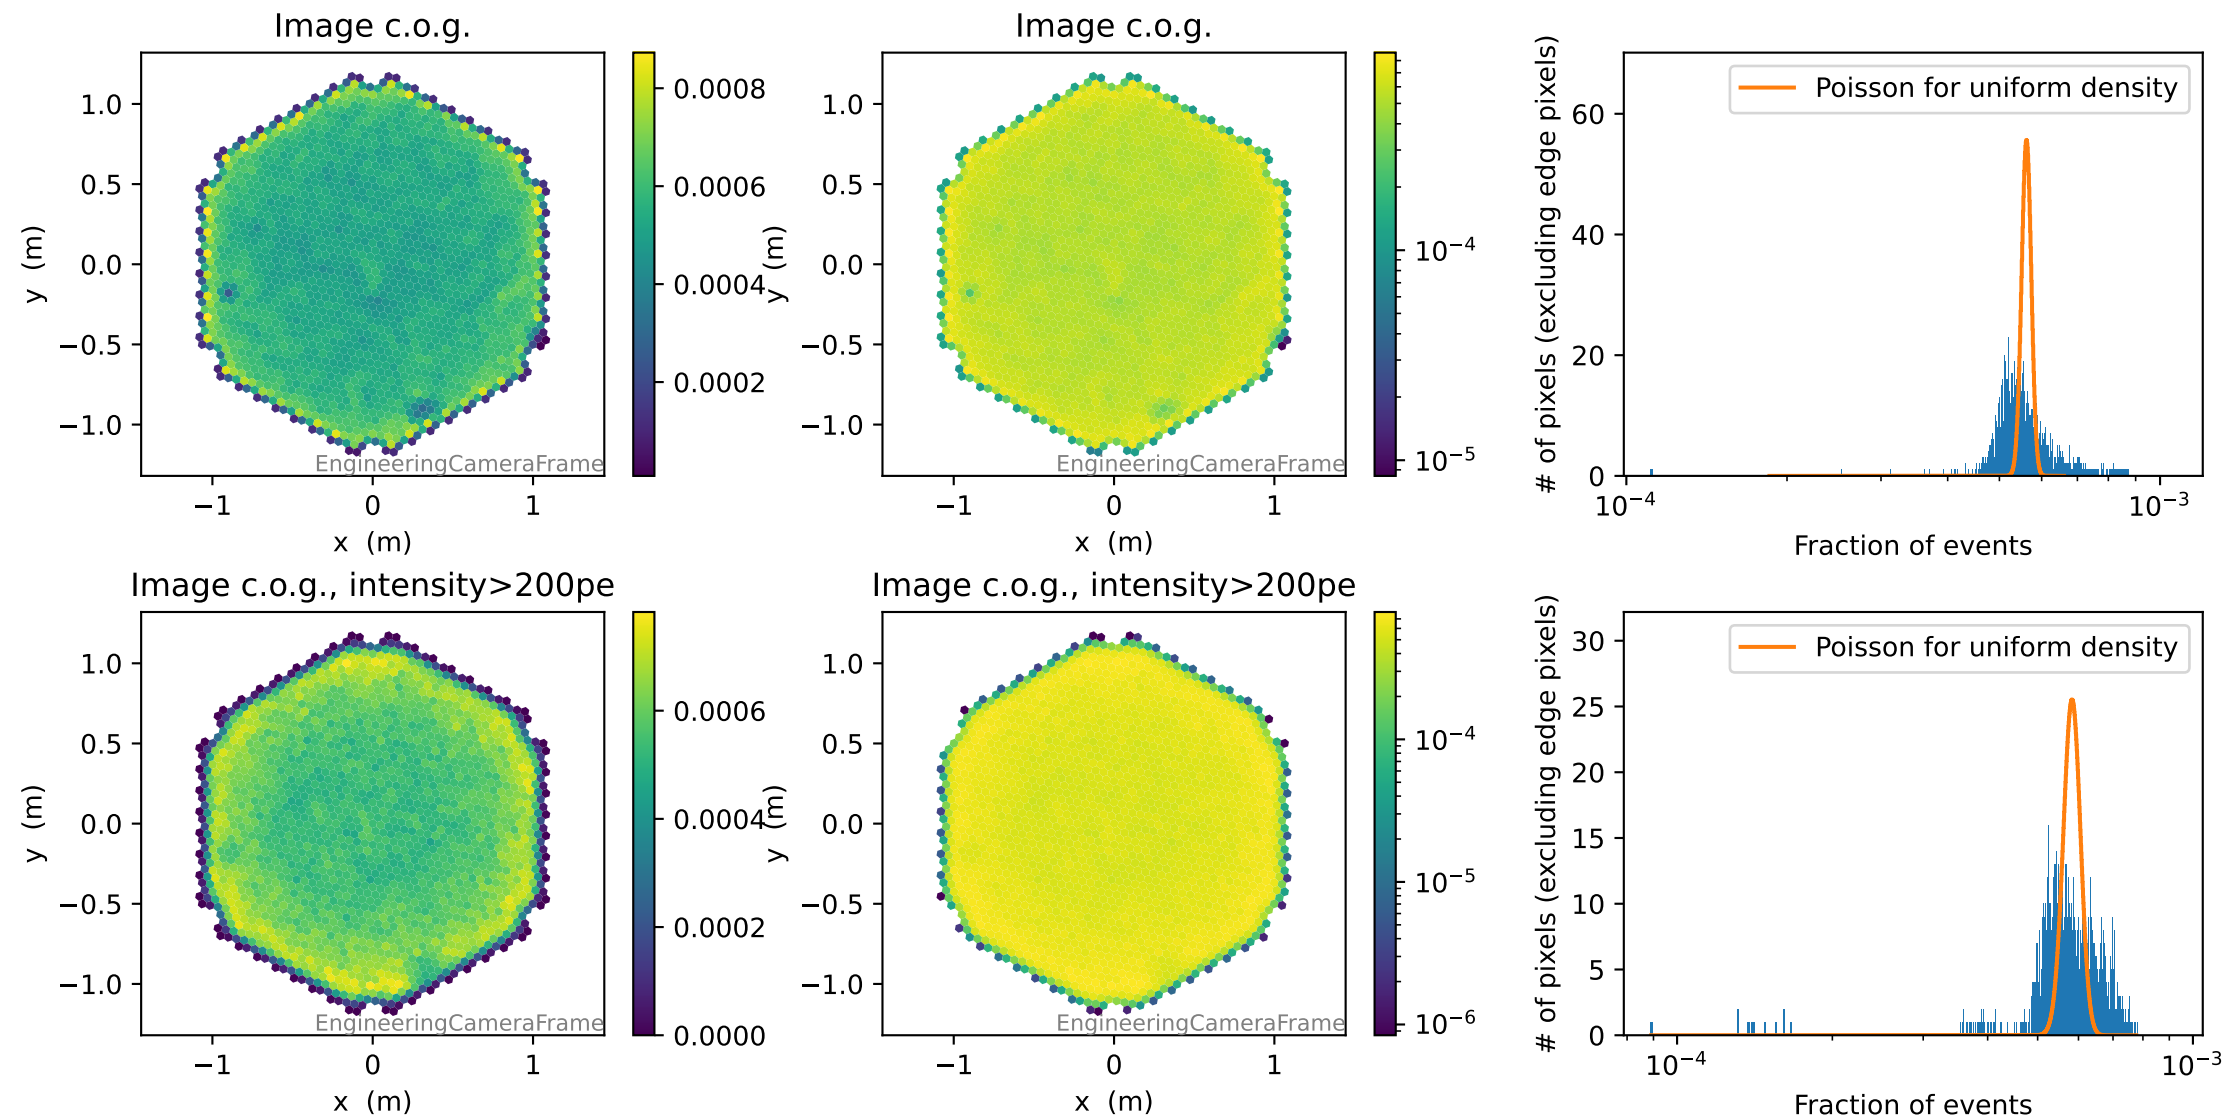 Image c.o.g.
1.0
0.5
0.0
−0.5
−1.0
y (m)
−1
0
1
x (m)
EngineeringCameraFrame
0.0008
0.0006
0.0004
0.0002
Image c.o.g.
1.0
0.5
0.0
−0.5
−1.0
y (m)
−1
0
1
x (m)
EngineeringCameraFrame
10⁻⁴
10⁻⁵
Poisson for uniform density
# of pixels (excluding edge pixels)
60
40
20
0
10⁻⁴
10⁻³
Fraction of events
Image c.o.g., intensity>200pe
1.0
0.5
0.0
−0.5
−1.0
y (m)
−1
0
1
x (m)
EngineeringCameraFrame
0.0006
0.0004
0.0002
0.0000
Image c.o.g., intensity>200pe
1.0
0.5
0.0
−0.5
−1.0
y (m)
−1
0
1
x (m)
EngineeringCameraFrame
10⁻⁴
10⁻⁵
10⁻⁶
Poisson for uniform density
# of pixels (excluding edge pixels)
30
25
20
15
10
5
0
10⁻⁴
10⁻³
Fraction of events